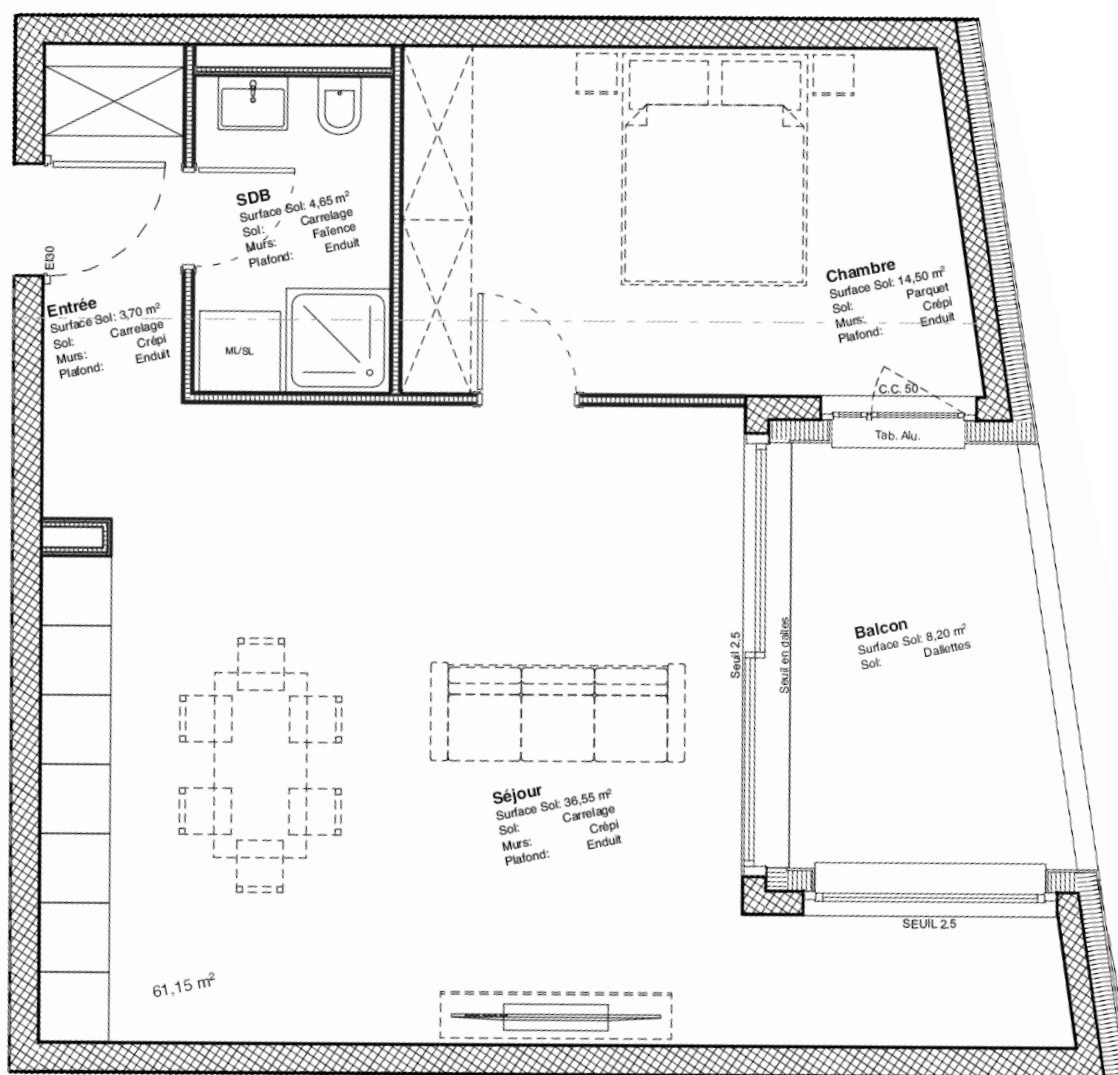 SDB
Surface Sol: 4,65 m²
Sol: Carrelage
Murs: Faïence
Plafond: Enduit
EI30
Entrée
Surface Sol: 3,70 m²
Sol: Carrelage
Murs: Crépi
Plafond: Enduit
ML/SL
Chambre
Surface Sol: 14,50 m²
Sol: Parquet
Murs: Crépi
Plafond: Enduit
C.C. 50
Tab. Alu.
Seuil 2,5
Seuil en dalles
Balcon
Surface Sol: 8,20 m²
Sol: Dallettes
Séjour
Surface Sol: 36,55 m²
Sol: Carrelage
Murs: Crépi
Plafond: Enduit
SEUIL 2,5
61,15 m²